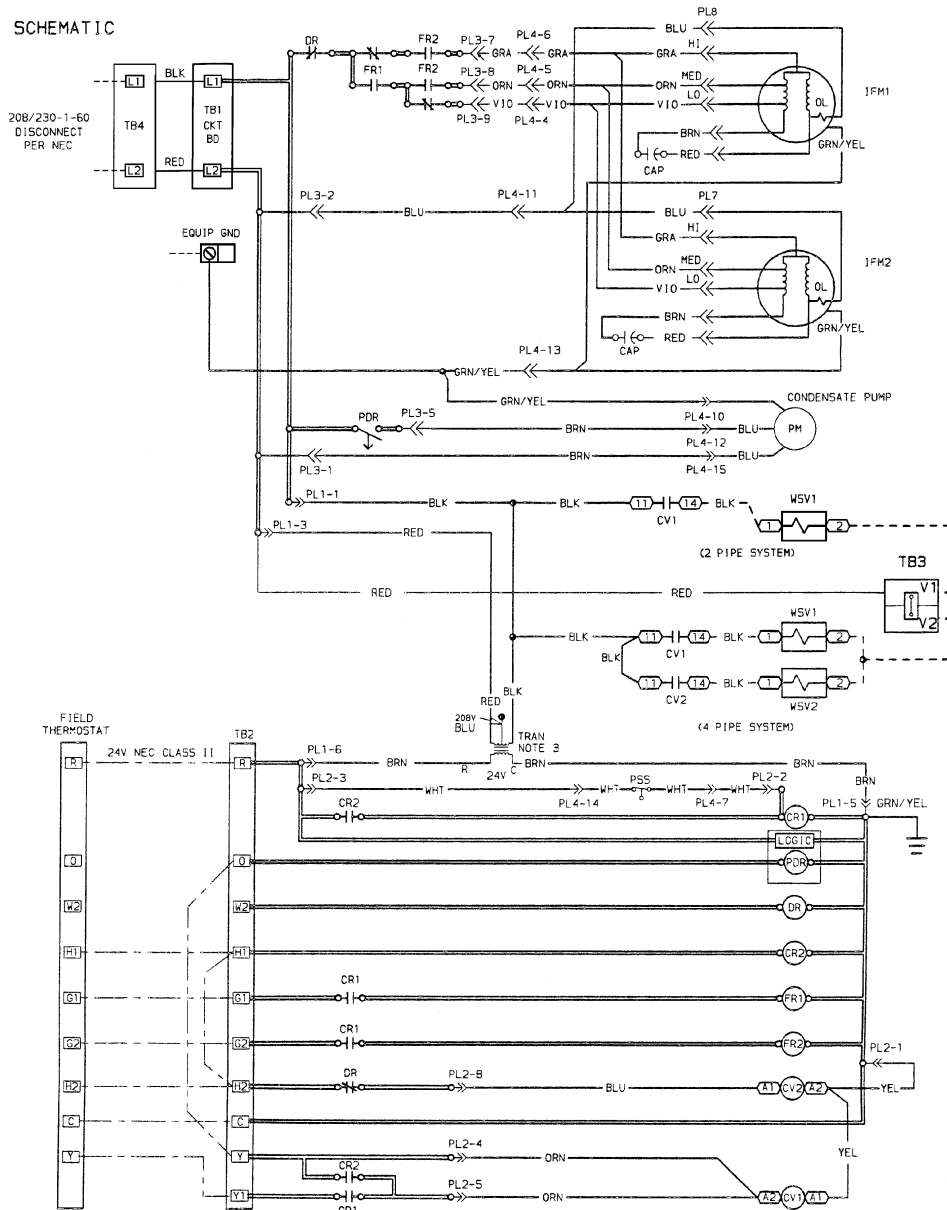 SCHEMATIC
PL8
BLU
DR
FR2
PL3-7
PL4-6
GRA
GRA
HI
BLK
L1
L1
FR1
FR2
PL3-8
PL4-5
ORN
ORN
MED
LO
IFM1
208/230-1-60
DISCONNECT
PER NEC
TB4
TB1
CKT
BD
VIO
VIO
VIO
PL3-9
PL4-4
OL
BRN
GRN/YEL
RED
L2
L2
RED
CAP
PL3-2
PL4-11
PL7
BLU
BLU
EQUIP GND
GRA
HI
ORN
MED
IFM2
VIO
LO
OL
BRN
GRN/YEL
RED
CAP
PL4-13
GRN/YEL
GRN/YEL
CONDENSATE PUMP
PDR
PL3-5
PL4-10
BRN
BLU
PM
PL4-12
PL3-1
BRN
BLU
PL4-15
PL1-1
BLK
BLK
11
14
BLK
WSV1
CV1
1
2
PL1-3
RED
(2 PIPE SYSTEM)
TB3
RED
RED
V1
V2
WSV1
BLK
11
14
BLK
1
2
CV1
BLK
11
14
BLK
1
2
CV2
WSV2
RED
BLK
(4 PIPE SYSTEM)
208V
BLU
TRAN
NOTE 3
FIELD
THERMOSTAT
TB2
24V NEC CLASS II
PL1-6
R
R
BRN
R
24V
C
BRN
BRN
PL2-3
WHT
PL4-14
WHT
PSS
WHT
PL4-7
WHT
PL2-2
PL1-5
GRN/YEL
CR2
CR1
LOGIC
O
O
PDR
W2
W2
DR
H1
H1
CR2
G1
G1
CR1
FR1
G2
G2
CR1
FR2
PL2-1
H2
H2
DR
PL2-8
BLU
A1
CV2
A2
YEL
C
C
YEL
Y
Y
PL2-4
ORN
CR2
Y1
CR1
PL2-5
ORN
A2
CV1
A1